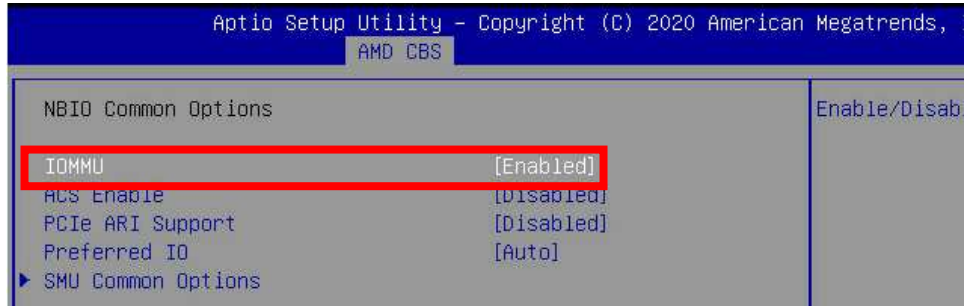 Aptio Setup Utility – Copyright (C) 2020 American Megatrends,
AMD CBS
NBIO Common Options
Enable/Disab
IOMMU [Enabled]
ACS Enable [Disabled]
PCIe ARI Support [Disabled]
Preferred IO [Auto]
SMU Common Options